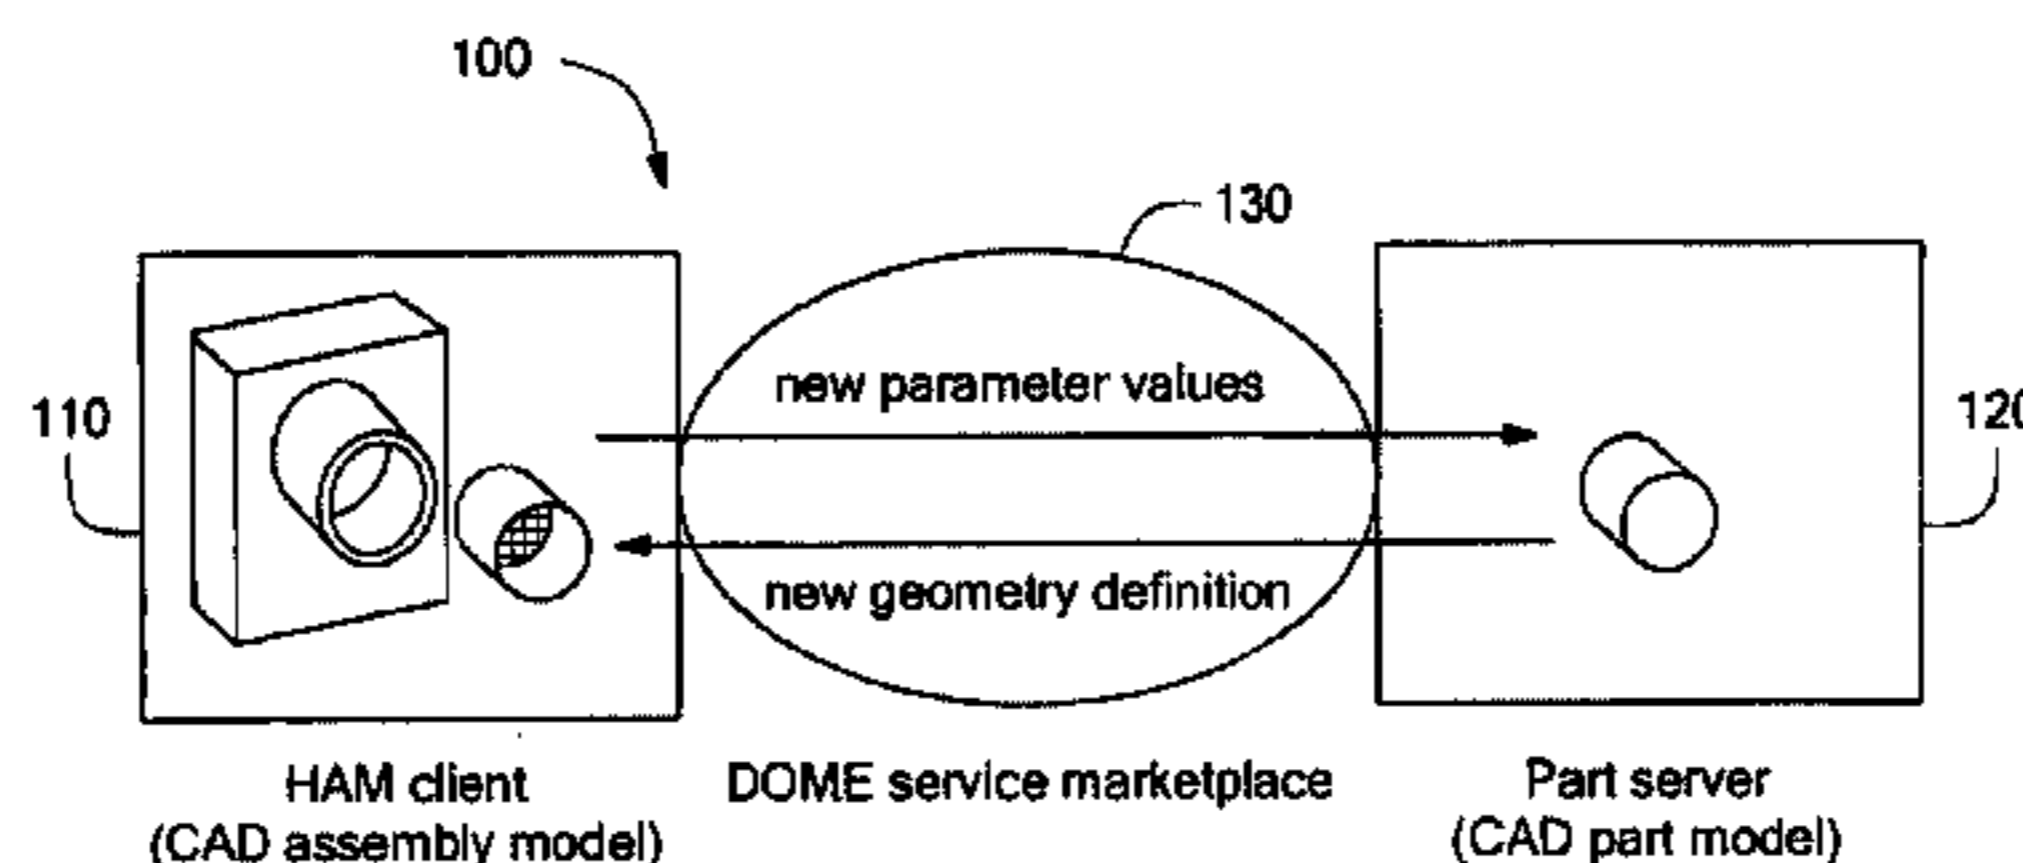 100
130
new parameter values
110
120
new geometry definition
HAM client
(CAD assembly model)
DOME service marketplace
Part server
(CAD part model)